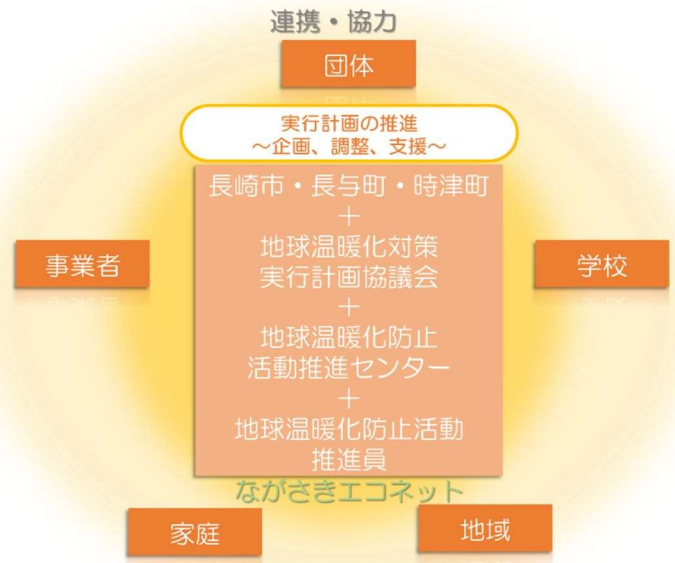 連携・協力
団体
実行計画の推進
～企画、調整、支援～
長崎市・長与町・時津町
＋
地球温暖化対策
実行計画協議会
＋
地球温暖化防止
活動推進センター
＋
地球温暖化防止活動
推進員
事業者
学校
ながさきエコネット
家庭
地域